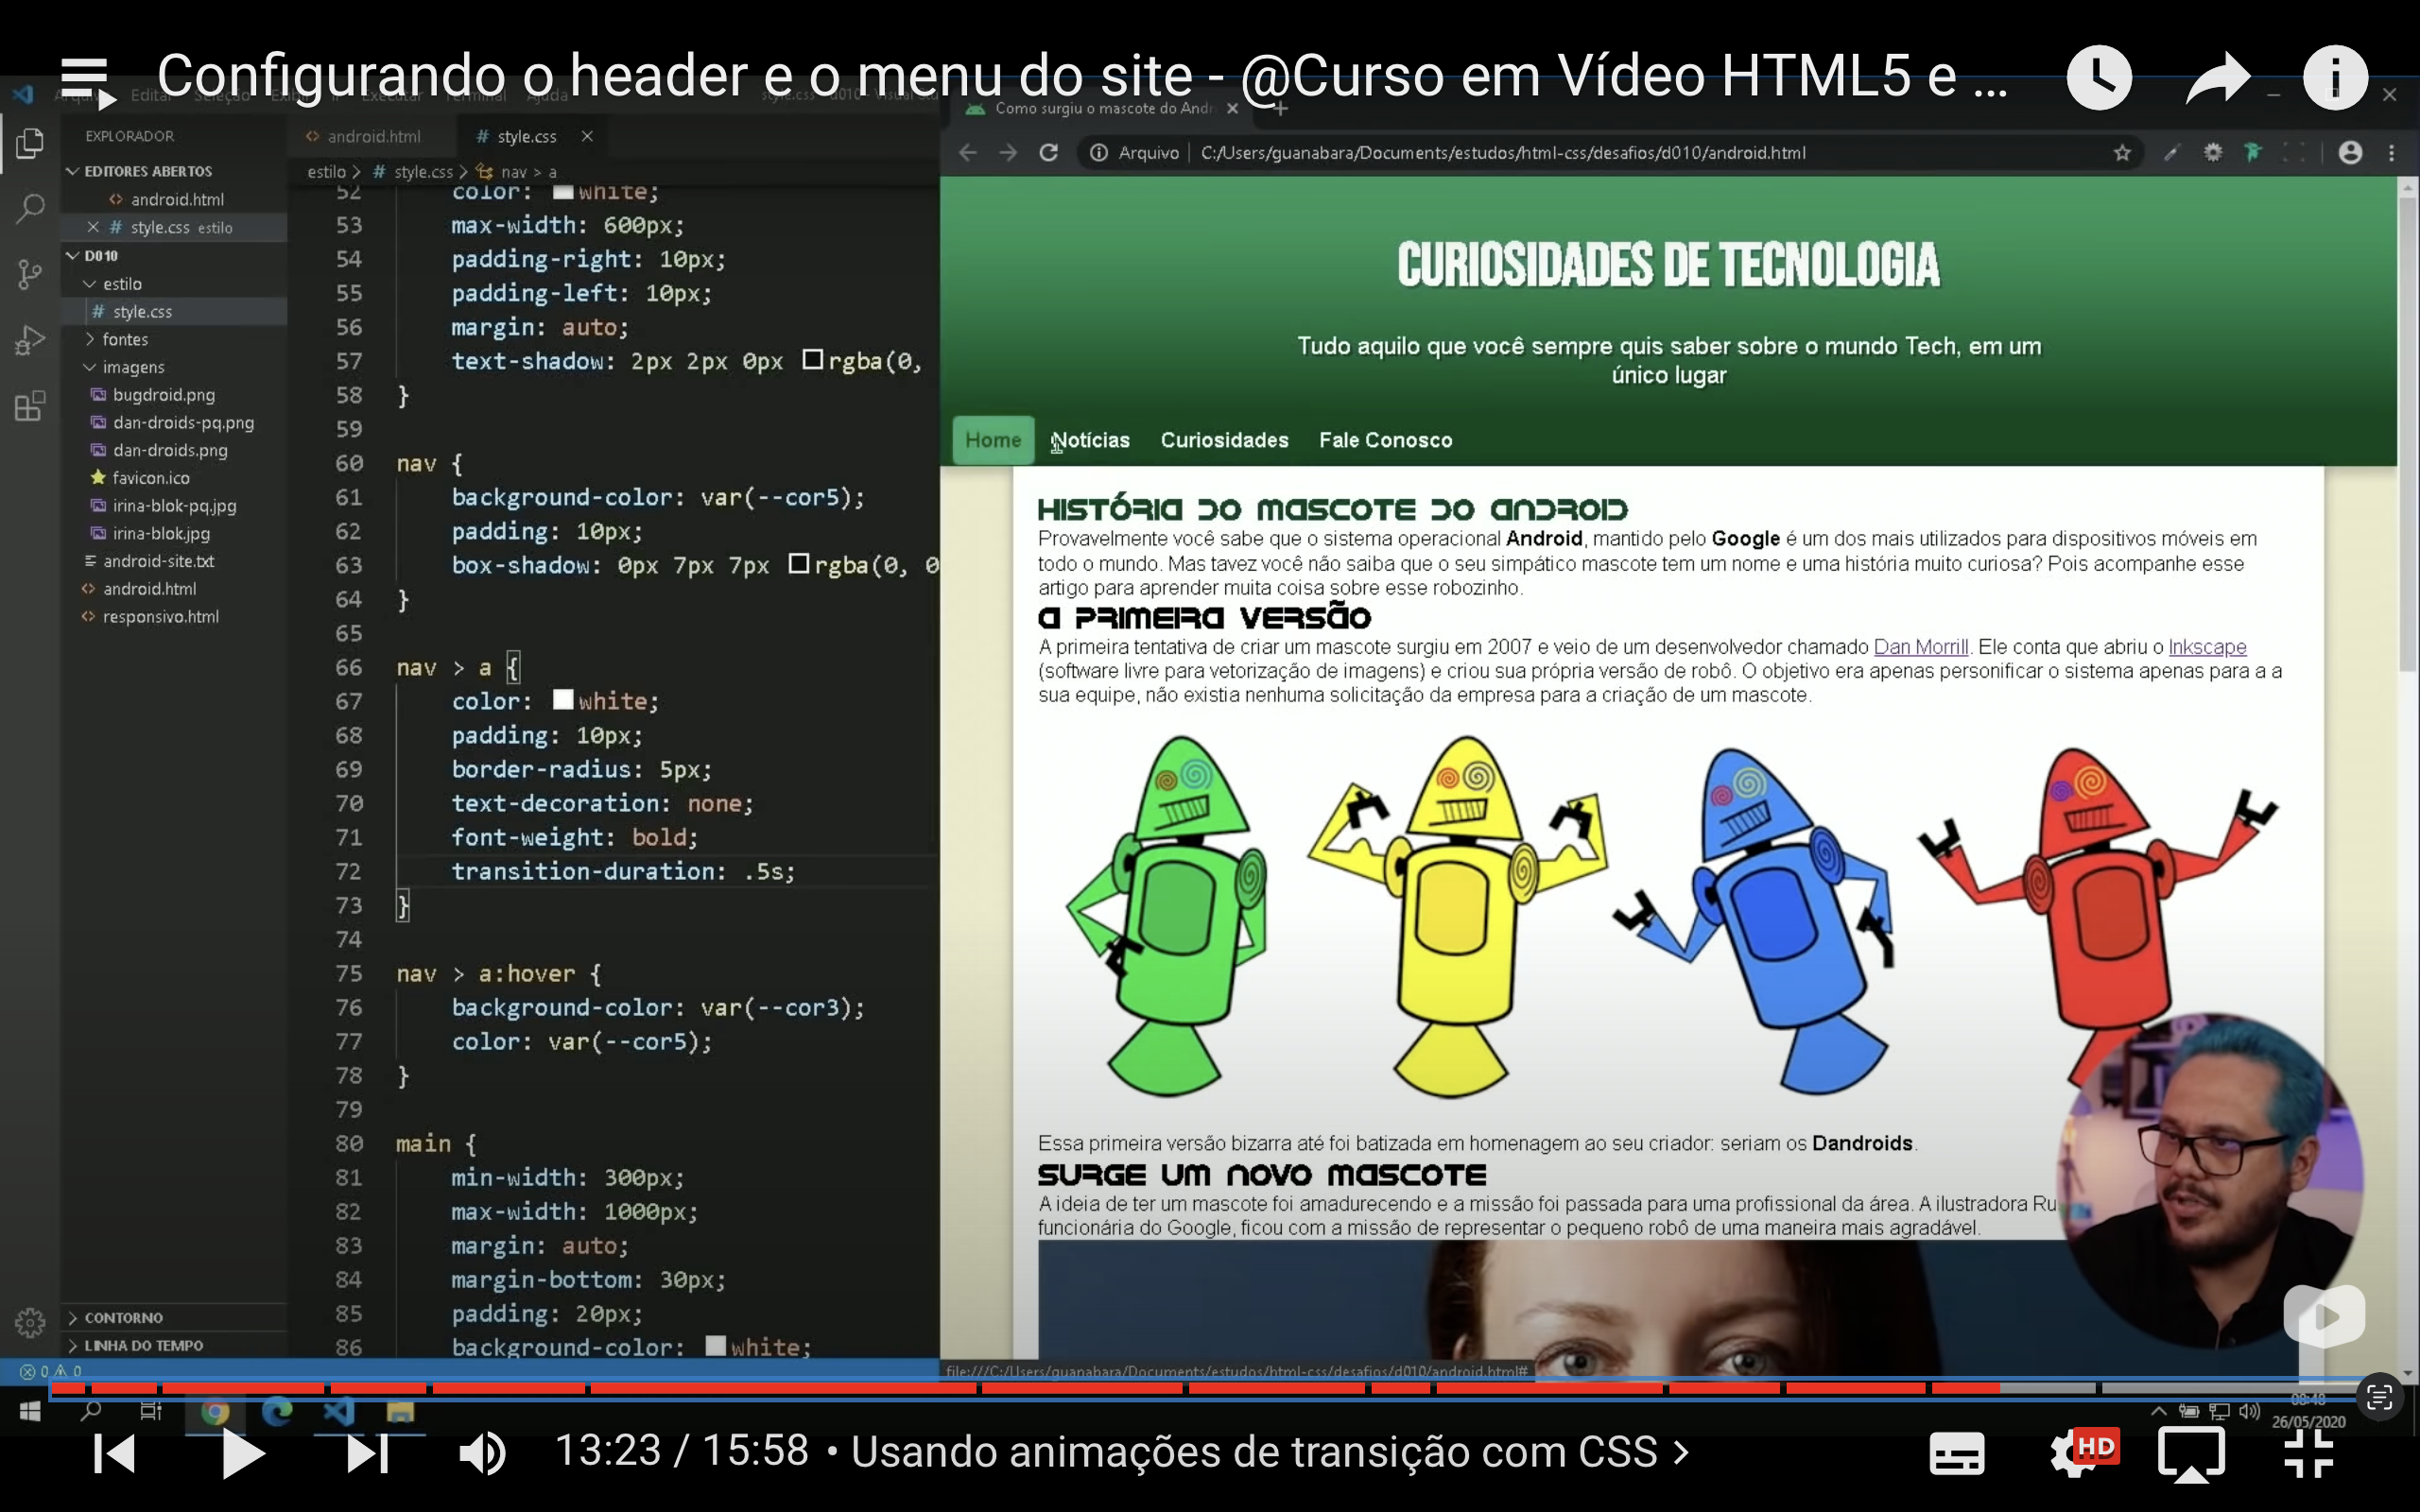 Configurando o header e o menu do site - @Curso em Vídeo HTML5 e ...
Arquivo Editar Seleção Exibir Executar Terminal Ajuda
EXPLORADOR
EDITORES ABERTOS
android.html
style.css estilo
D010
estilo
style.css
fontes
imagens
bugdroid.png
dan-droids-pq.png
dan-droids.png
favicon.ico
irina-blok-pq.jpg
irina-blok.jpg
android-site.txt
android.html
responsivo.html
CONTORNO
LINHA DO TEMPO
0 0
android.html
# style.css
estilo > # style.css > nav > a
52 color: white;
53 max-width: 600px;
54 padding-right: 10px;
55 padding-left: 10px;
56 margin: auto;
57 text-shadow: 2px 2px 0px rgba(0,
58 }
59
60 nav {
61 background-color: var(--cor5);
62 padding: 10px;
63 box-shadow: 0px 7px 7px rgba(0, 0
64 }
65
66 nav > a {
67 color: white;
68 padding: 10px;
69 border-radius: 5px;
70 text-decoration: none;
71 font-weight: bold;
72 transition-duration: .5s;
73 }
74
75 nav > a:hover {
76 background-color: var(--cor3);
77 color: var(--cor5);
78 }
79
80 main {
81 min-width: 300px;
82 max-width: 1000px;
83 margin: auto;
84 margin-bottom: 30px;
85 padding: 20px;
86 background-color: white;
Como surgiu o mascote do Andr
Arquivo | C:/Users/guanabara/Documents/estudos/html-css/desafios/d010/android.html
CURIOSIDADES DE TECNOLOGIA
Tudo aquilo que você sempre quis saber sobre o mundo Tech, em um
único lugar
Home Notícias Curiosidades Fale Conosco
HISTÓRIA DO MASCOTE DO ANDROID
Provavelmente você sabe que o sistema operacional Android, mantido pelo Google é um dos mais utilizados para dispositivos móveis em
todo o mundo. Mas tavez você não saiba que o seu simpático mascote tem um nome e uma história muito curiosa? Pois acompanhe esse
artigo para aprender muita coisa sobre esse robozinho.
A PRIMEIRA VERSÃO
A primeira tentativa de criar um mascote surgiu em 2007 e veio de um desenvolvedor chamado Dan Morrill. Ele conta que abriu o Inkscape
(software livre para vetorização de imagens) e criou sua própria versão de robô. O objetivo era apenas personificar o sistema apenas para a a
sua equipe, não existia nenhuma solicitação da empresa para a criação de um mascote.
Essa primeira versão bizarra até foi batizada em homenagem ao seu criador: seriam os Dandroids.
SURGE UM NOVO MASCOTE
A ideia de ter um mascote foi amadurecendo e a missão foi passada para uma profissional da área. A ilustradora Ru
funcionária do Google, ficou com a missão de representar o pequeno robô de uma maneira mais agradável.
file:///C:/Users/guanabara/Documents/estudos/html-css/desafios/d010/android.html#
26/05/2020
13:23 / 15:58 • Usando animações de transição com CSS >
HD